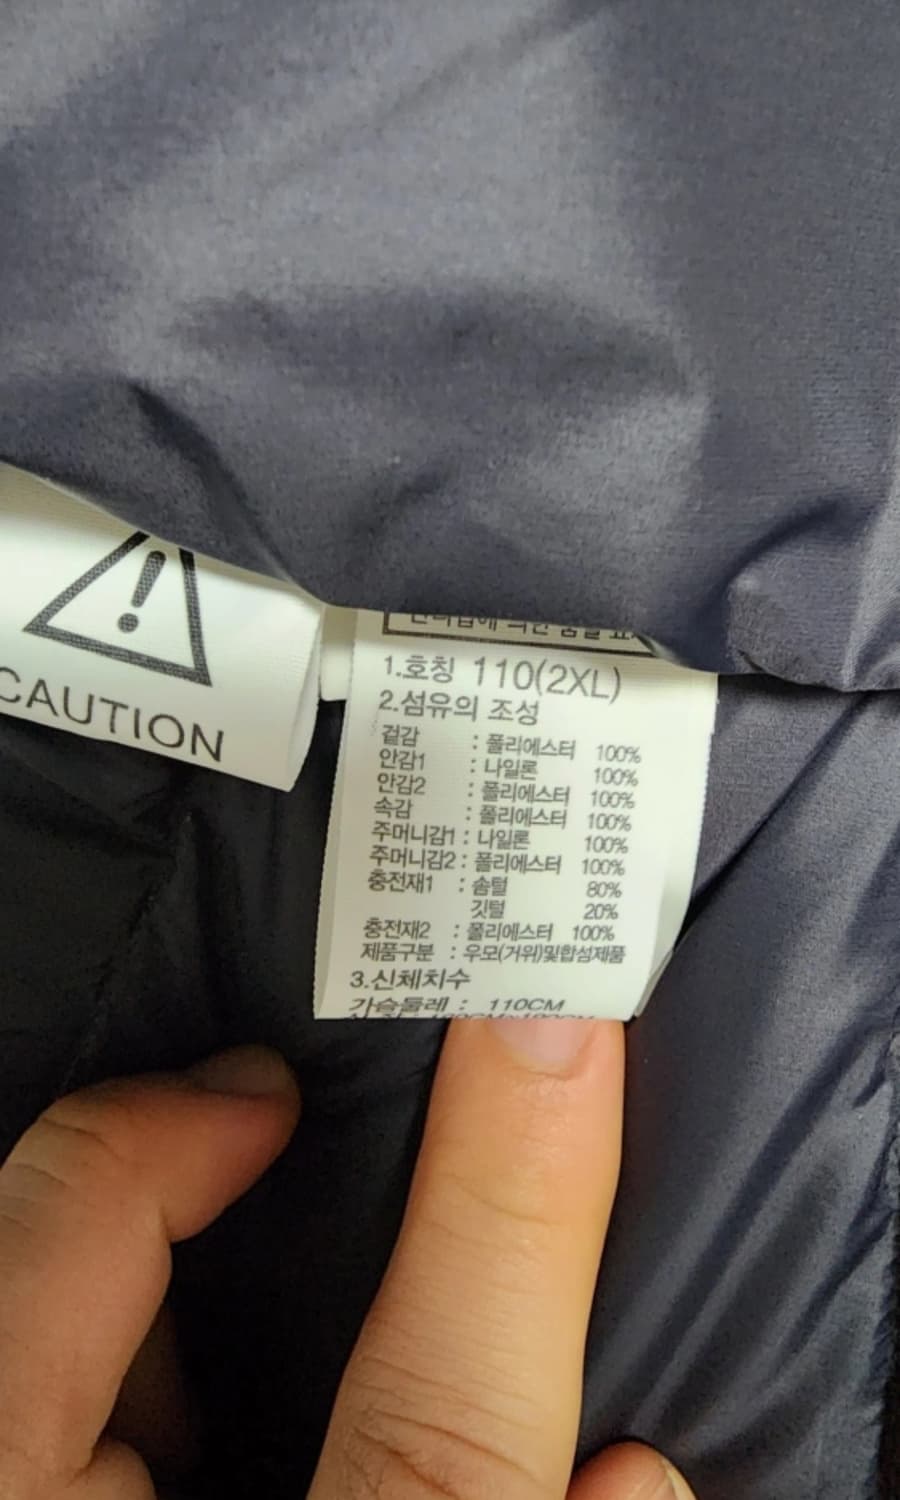 CAUTION
1.호칭 110(2XL)
2.섬유의 조성
겉감 : 폴리에스터 100%
안감1 : 나일론 100%
안감2 : 폴리에스터 100%
속감 : 폴리에스터 100%
주머니감1 : 나일론 100%
주머니감2 : 폴리에스터 100%
충전재1 : 솜털 80%
깃털 20%
충전재2 : 폴리에스터 100%
제품구분 : 우모(거위)및합섬제품
3.신체치수
가슴둘레 : 110CM